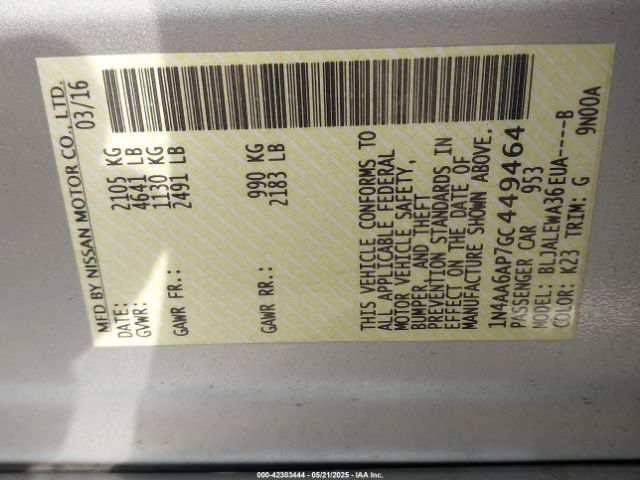 MFD BY NISSAN MOTOR CO., LTD.
DATE: 03/16
GVWR: 2105 KG
4641 LB
GAWR FR.: 1130 KG
2491 LB
GAWR RR.: 990 KG
2183 LB
THIS VEHICLE CONFORMS TO
ALL APPLICABLE FEDERAL
MOTOR VEHICLE SAFETY,
BUMPER, AND THEFT
PREVENTION STANDARDS IN
EFFECT ON THE DATE OF
MANUFACTURE SHOWN ABOVE.
1N4AA6AP7GC449464
PASSENGER CAR 953
MODEL: BLJALEWA36EUA----B
COLOR: K23 TRIM: G 9N00A
000-42303444 - 05/21/2025 - IAA Inc.